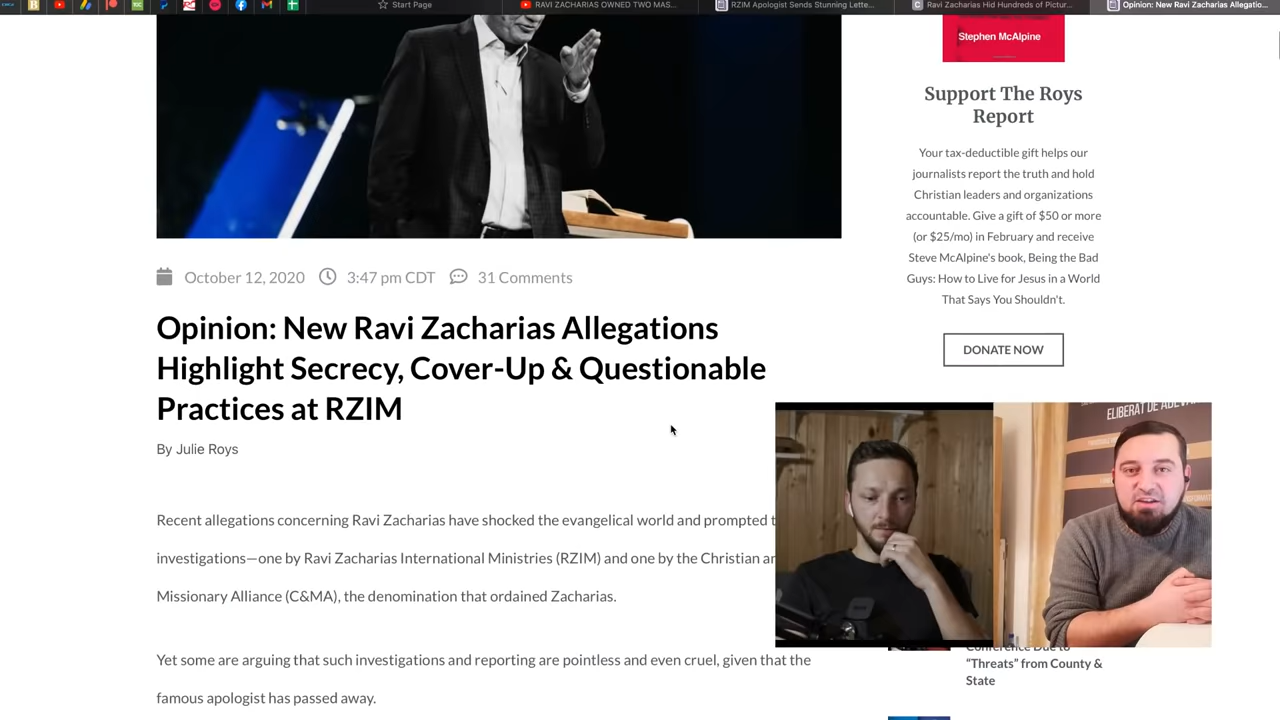 Start Page
RAVI ZACHARIAS OWNED TWO MAS...
RZIM Apologist Sends Stunning Lette...
Ravi Zacharias Hid Hundreds of Pictur...
Opinion: New Ravi Zacharias Allegatio...
Stephen McAlpine
Support The Roys
Report
Your tax-deductible gift helps our
journalists report the truth and hold
Christian leaders and organizations
accountable. Give a gift of $50 or more
(or $25/mo) in February and receive
Steve McAlpine's book, Being the Bad
Guys: How to Live for Jesus in a World
That Says You Shouldn't.
DONATE NOW
October 12, 2020 3:47 pm CDT 31 Comments
Opinion: New Ravi Zacharias Allegations
Highlight Secrecy, Cover-Up & Questionable
Practices at RZIM
By Julie Roys
Recent allegations concerning Ravi Zacharias have shocked the evangelical world and prompted
investigations—one by Ravi Zacharias International Ministries (RZIM) and one by the Christian
Missionary Alliance (C&MA), the denomination that ordained Zacharias.
Yet some are arguing that such investigations and reporting are pointless and even cruel, given that the
famous apologist has passed away.
ELIBERAT DE
Conference Due to
"Threats" from County &
State